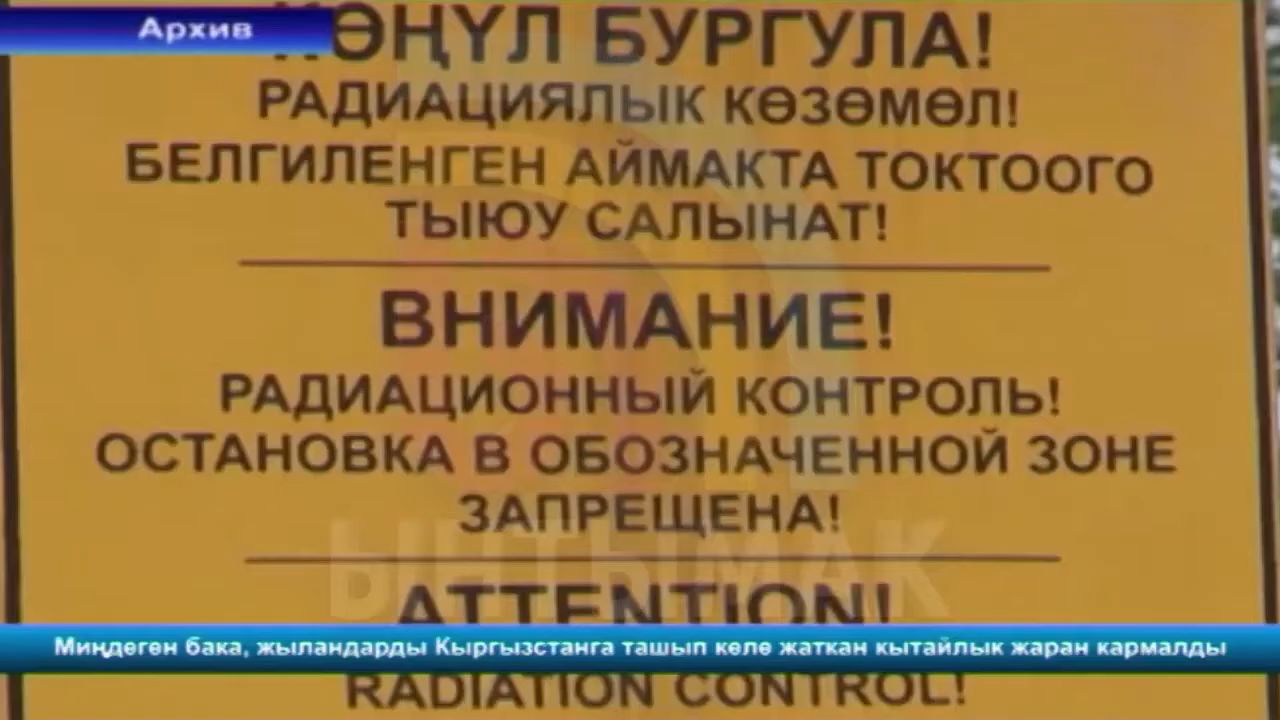 Архив
КӨҢҮЛ БУРГУЛА!
РАДИАЦИЯЛЫК КӨЗӨМӨЛ!
БЕЛГИЛЕНГЕН АЙМАКТА ТОКТООГО
ТЫЮУ САЛЫНАТ!
ВНИМАНИЕ!
РАДИАЦИОННЫЙ КОНТРОЛЬ!
ОСТАНОВКА В ОБОЗНАЧЕННОЙ ЗОНЕ
ЗАПРЕЩЕНА!
ЫНТЫМАК
ATTENTION!
Миңдеген бака, жыландарды Кыргызстанга ташып келе жаткан кытайлык жаран кармалды
RADIATION CONTROL!